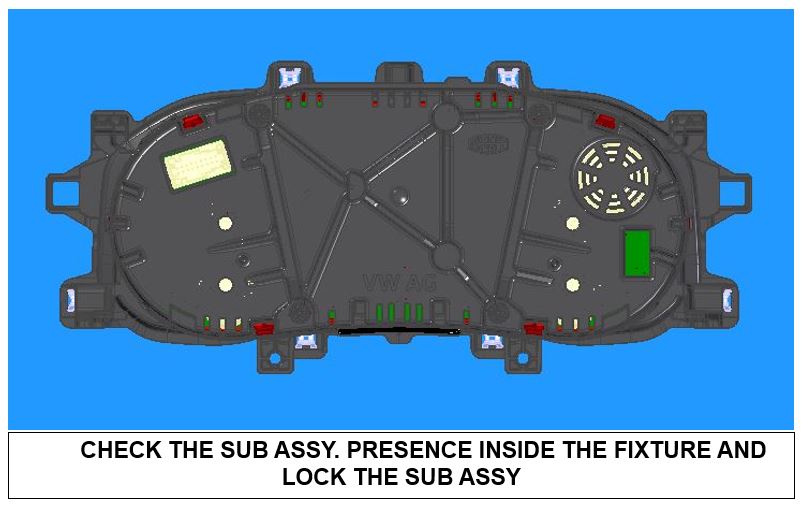 VW AG
CHECK THE SUB ASSY. PRESENCE INSIDE THE FIXTURE AND
LOCK THE SUB ASSY